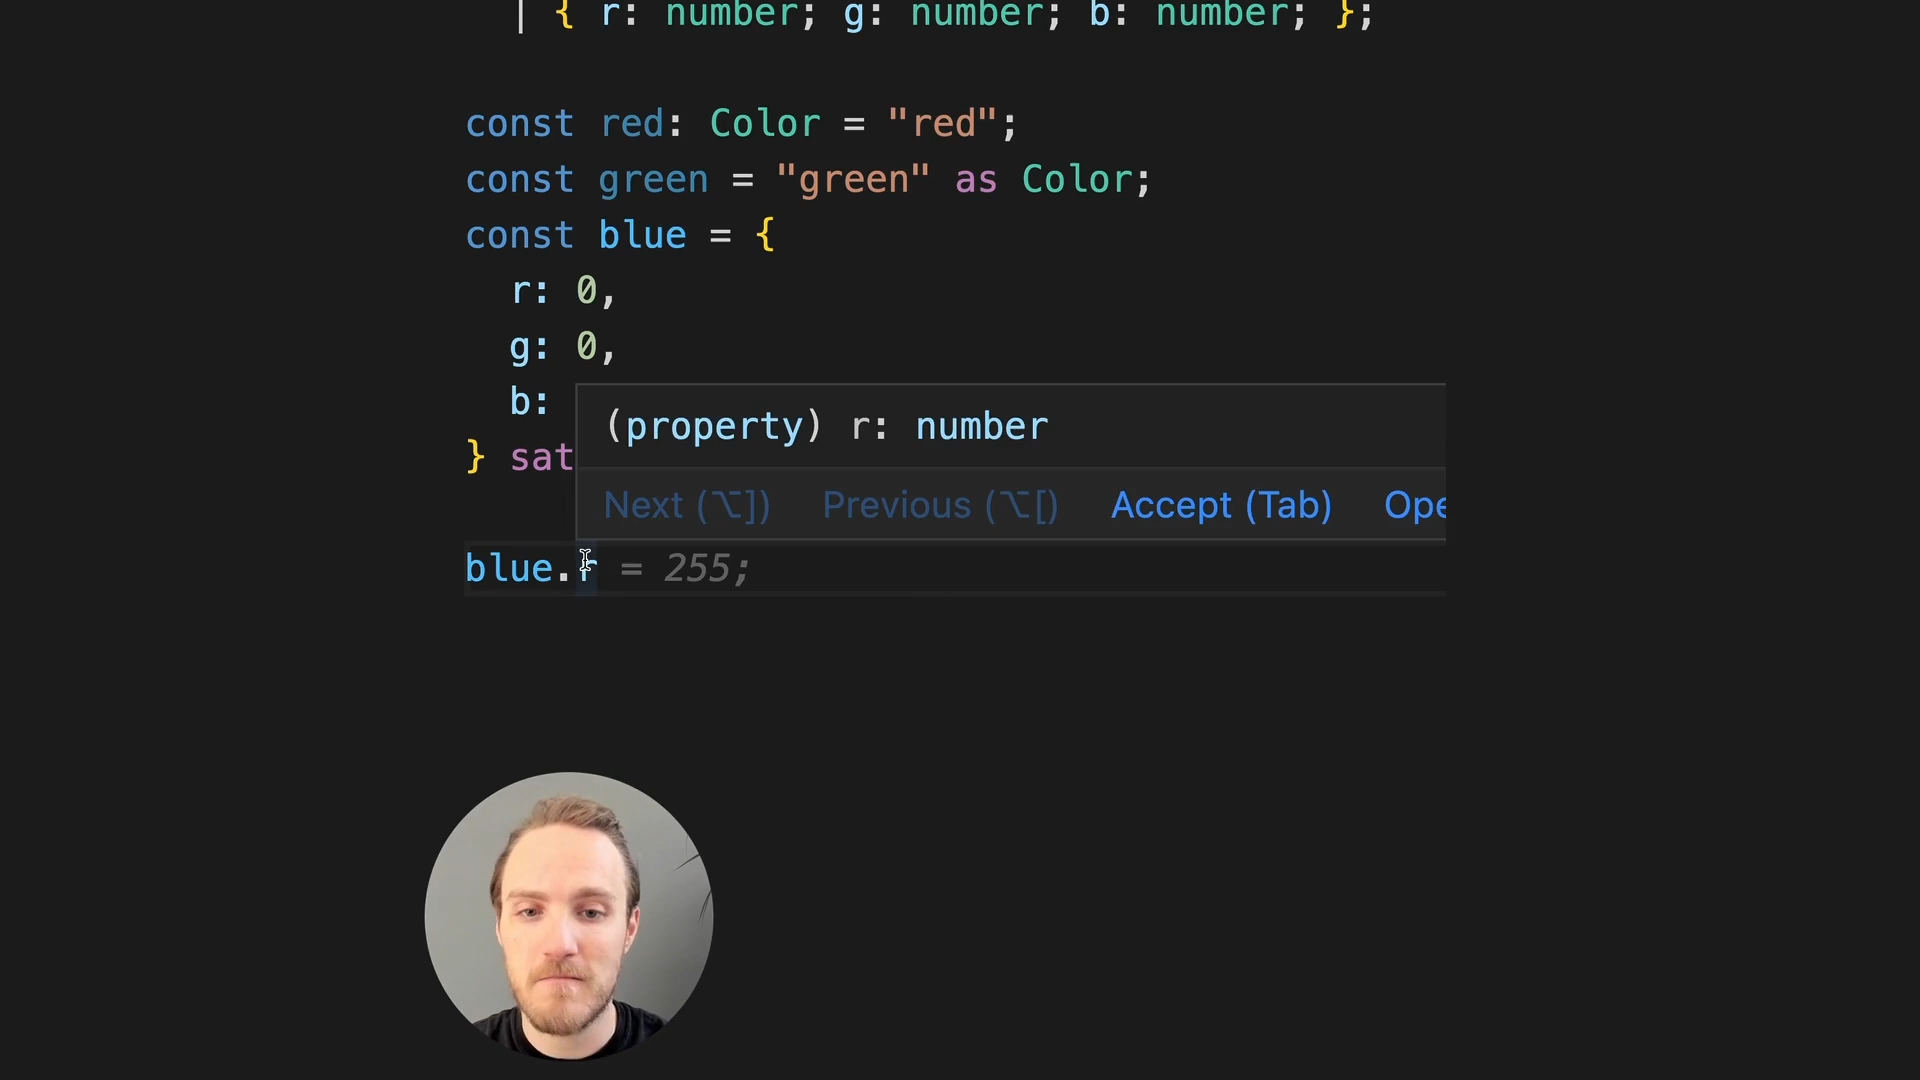 | { r: number; g: number; b: number; };
const red: Color = "red";
const green = "green" as Color;
const blue = {
r: 0,
g: 0,
b:
(property) r: number
} sat
Next (⌥]) Previous (⌥[) Accept (Tab) Ope
blue.r = 255;